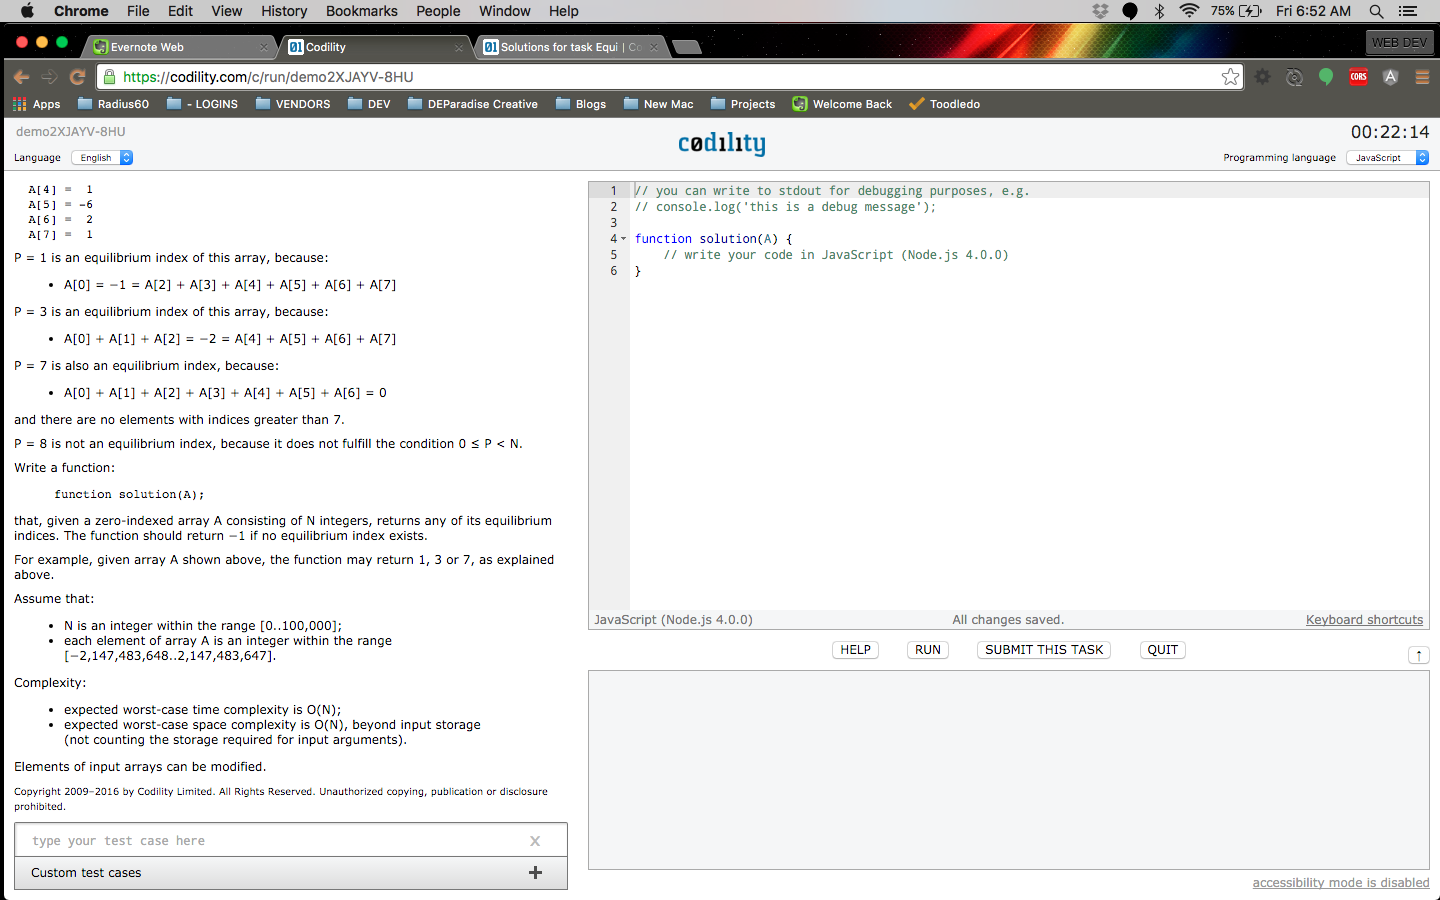 Chrome File Edit View History Bookmarks People Window Help 75% Fri 6:52 AM
Evernote Web
Codility
Solutions for task Equi | Co
WEB DEV
https://codility.com/c/run/demo2XJAYV-8HU
CORS
Apps Radius60 - LOGINS VENDORS DEV DEParadise Creative Blogs New Mac Projects Welcome Back Toodledo
demo2XJAYV-8HU
codility
00:22:14
Language English
Programming language JavaScript
A[4] = 1
A[5] = -6
A[6] = 2
A[7] = 1
P = 1 is an equilibrium index of this array, because:
• A[0] = −1 = A[2] + A[3] + A[4] + A[5] + A[6] + A[7]
P = 3 is an equilibrium index of this array, because:
• A[0] + A[1] + A[2] = −2 = A[4] + A[5] + A[6] + A[7]
P = 7 is also an equilibrium index, because:
• A[0] + A[1] + A[2] + A[3] + A[4] + A[5] + A[6] = 0
and there are no elements with indices greater than 7.
P = 8 is not an equilibrium index, because it does not fulfill the condition 0 ≤ P < N.
Write a function:
function solution(A);
that, given a zero-indexed array A consisting of N integers, returns any of its equilibrium
indices. The function should return −1 if no equilibrium index exists.
For example, given array A shown above, the function may return 1, 3 or 7, as explained
above.
Assume that:
• N is an integer within the range [0..100,000];
• each element of array A is an integer within the range
[−2,147,483,648..2,147,483,647].
Complexity:
• expected worst-case time complexity is O(N);
• expected worst-case space complexity is O(N), beyond input storage
(not counting the storage required for input arguments).
Elements of input arrays can be modified.
Copyright 2009–2016 by Codility Limited. All Rights Reserved. Unauthorized copying, publication or disclosure
prohibited.
type your test case here x
Custom test cases +
1 // you can write to stdout for debugging purposes, e.g.
2 // console.log('this is a debug message');
3
4 function solution(A) {
5 // write your code in JavaScript (Node.js 4.0.0)
6 }
JavaScript (Node.js 4.0.0) All changes saved. Keyboard shortcuts
HELP RUN SUBMIT THIS TASK QUIT ↑
accessibility mode is disabled